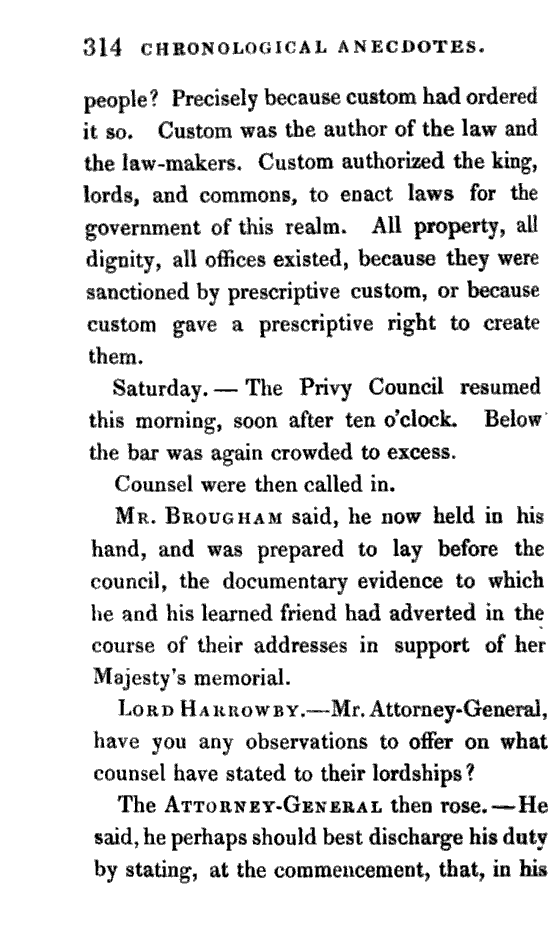 314 CHRONOLOGICAL ANECDOTES.
people? Precisely because custom had ordered
it so. Custom was the author of the law and
the law-makers. Custom authorized the king,
lords, and commons, to enact laws for the
government of this realm. All property, all
dignity, all offices existed, because they were
sanctioned by prescriptive custom, or because
custom gave a prescriptive right to create
them.
Saturday. — The Privy Council resumed
this morning, soon after ten o'clock. Below
the bar was again crowded to excess.
Counsel were then called in.
MR. BROUGHAM said, he now held in his
hand, and was prepared to lay before the
council, the documentary evidence to which
he and his learned friend had adverted in the
course of their addresses in support of her
Majesty's memorial.
LORD HARROWBY.—Mr. Attorney-General,
have you any observations to offer on what
counsel have stated to their lordships?
The ATTORNEY-GENERAL then rose.—He
said, he perhaps should best discharge his duty
by stating, at the commencement, that, in his